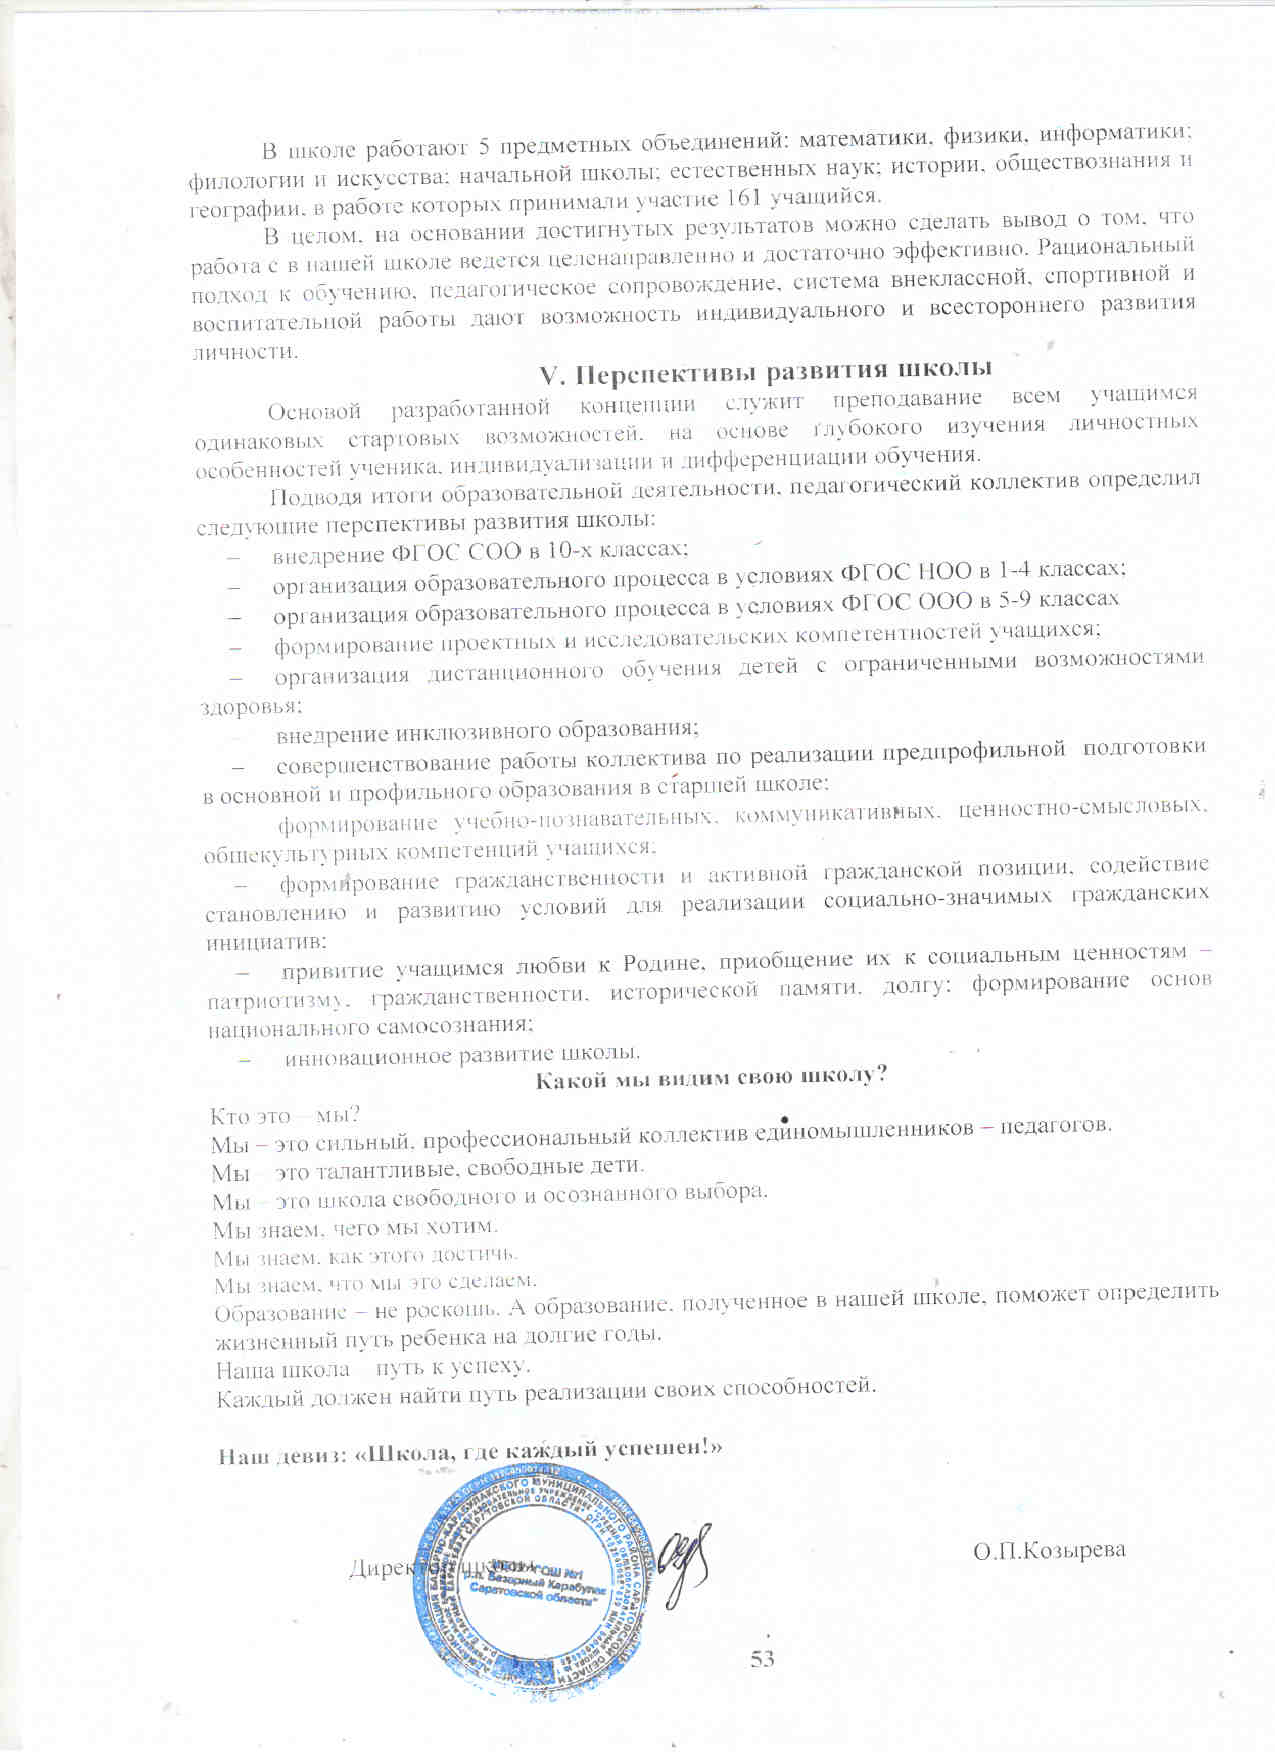 В школе работают 5 предметных объединений: математики, физики, информатики;
филологии и искусства; начальной школы; естественных наук; истории, обществознания и
географии, в работе которых принимали участие 161 учащийся.
В целом, на основании достигнутых результатов можно сделать вывод о том, что
работа с в нашей школе ведется целенаправленно и достаточно эффективно. Рациональный
подход к обучению, педагогическое сопровождение, система внеклассной, спортивной и
воспитательной работы дают возможность индивидуального и всестороннего развития
личности.
V. Перспективы развития школы
Основой разработанной концепции служит преподавание всем учащимся
одинаковых стартовых возможностей, на основе глубокого изучения личностных
особенностей ученика, индивидуализации и дифференциации обучения.
Подводя итоги образовательной деятельности, педагогический коллектив определил
следующие перспективы развития школы:
– внедрение ФГОС СОО в 10-х классах;
– организация образовательного процесса в условиях ФГОС НОО в 1-4 классах;
– организация образовательного процесса в условиях ФГОС ООО в 5-9 классах
– формирование проектных и исследовательских компетентностей учащихся;
– организация дистанционного обучения детей с ограниченными возможностями
здоровья;
внедрение инклюзивного образования;
– совершенствование работы коллектива по реализации предпрофильной подготовки
в основной и профильного образования в старшей школе;
формирование учебно-познавательных, коммуникативных, ценностно-смысловых,
общекультурных компетенций учащихся;
– формирование гражданственности и активной гражданской позиции, содействие
становлению и развитию условий для реализации социально-значимых гражданских
инициатив;
– привитие учащимся любви к Родине, приобщение их к социальным ценностям –
патриотизму, гражданственности, исторической памяти, долгу; формирование основ
национального самосознания;
– инновационное развитие школы.
Какой мы видим свою школу?
Кто это – мы?
Мы – это сильный, профессиональный коллектив единомышленников – педагогов.
Мы – это талантливые, свободные дети.
Мы – это школа свободного и осознанного выбора.
Мы знаем, чего мы хотим.
Мы знаем, как этого достичь.
Мы знаем, что мы это сделаем.
Образование – не роскошь. А образование, полученное в нашей школе, поможет определить
жизненный путь ребенка на долгие годы.
Наша школа путь к успеху.
Каждый должен найти путь реализации своих способностей.
Наш девиз: «Школа, где каждый успешен!»
Директор школы О.П.Козырева
СОШ №1
р.п. Базарный Карабулак
Саратовской области"
53